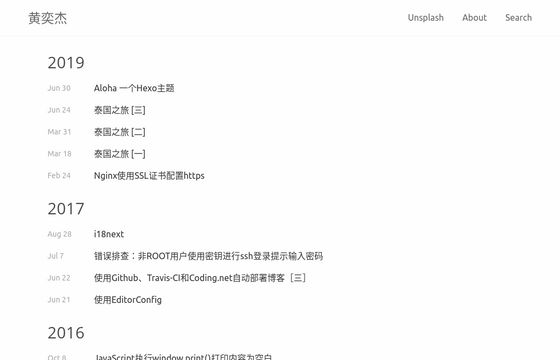 黄奕杰
Unsplash About Search
2019
Jun 30 Aloha 一个Hexo主题
Jun 24 泰国之旅 [三]
Mar 31 泰国之旅 [二]
Mar 18 泰国之旅 [一]
Feb 24 Nginx使用SSL证书配置https
2017
Aug 28 i18next
Jul 7 错误排查：非ROOT用户使用密钥进行ssh登录提示输入密码
Jun 22 使用Github、Travis-CI和Coding.net自动部署博客［三］
Jun 21 使用EditorConfig
2016
Oct 8 JavaScript执行window.print()打印内容为空白